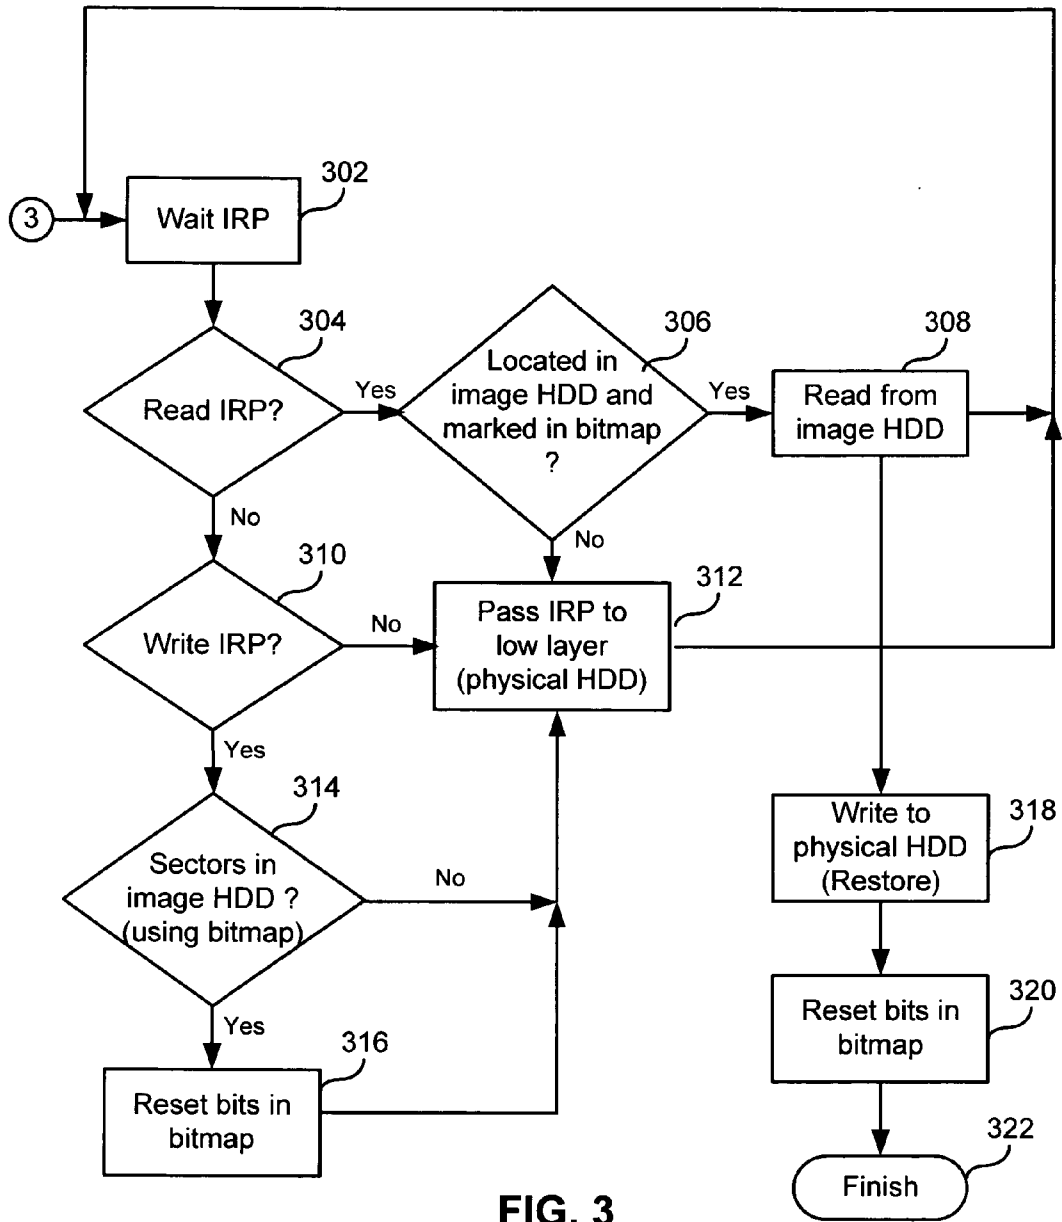 302
3
Wait IRP
304
Read IRP?
Yes
306
Located in
image HDD and
marked in bitmap
?
Yes
308
Read from
image HDD
No
No
310
Write IRP?
No
312
Pass IRP to
low layer
(physical HDD)
Yes
314
Sectors in
image HDD ?
(using bitmap)
No
318
Write to
physical HDD
(Restore)
Yes
316
Reset bits in
bitmap
320
Reset bits in
bitmap
322
Finish
FIG. 3